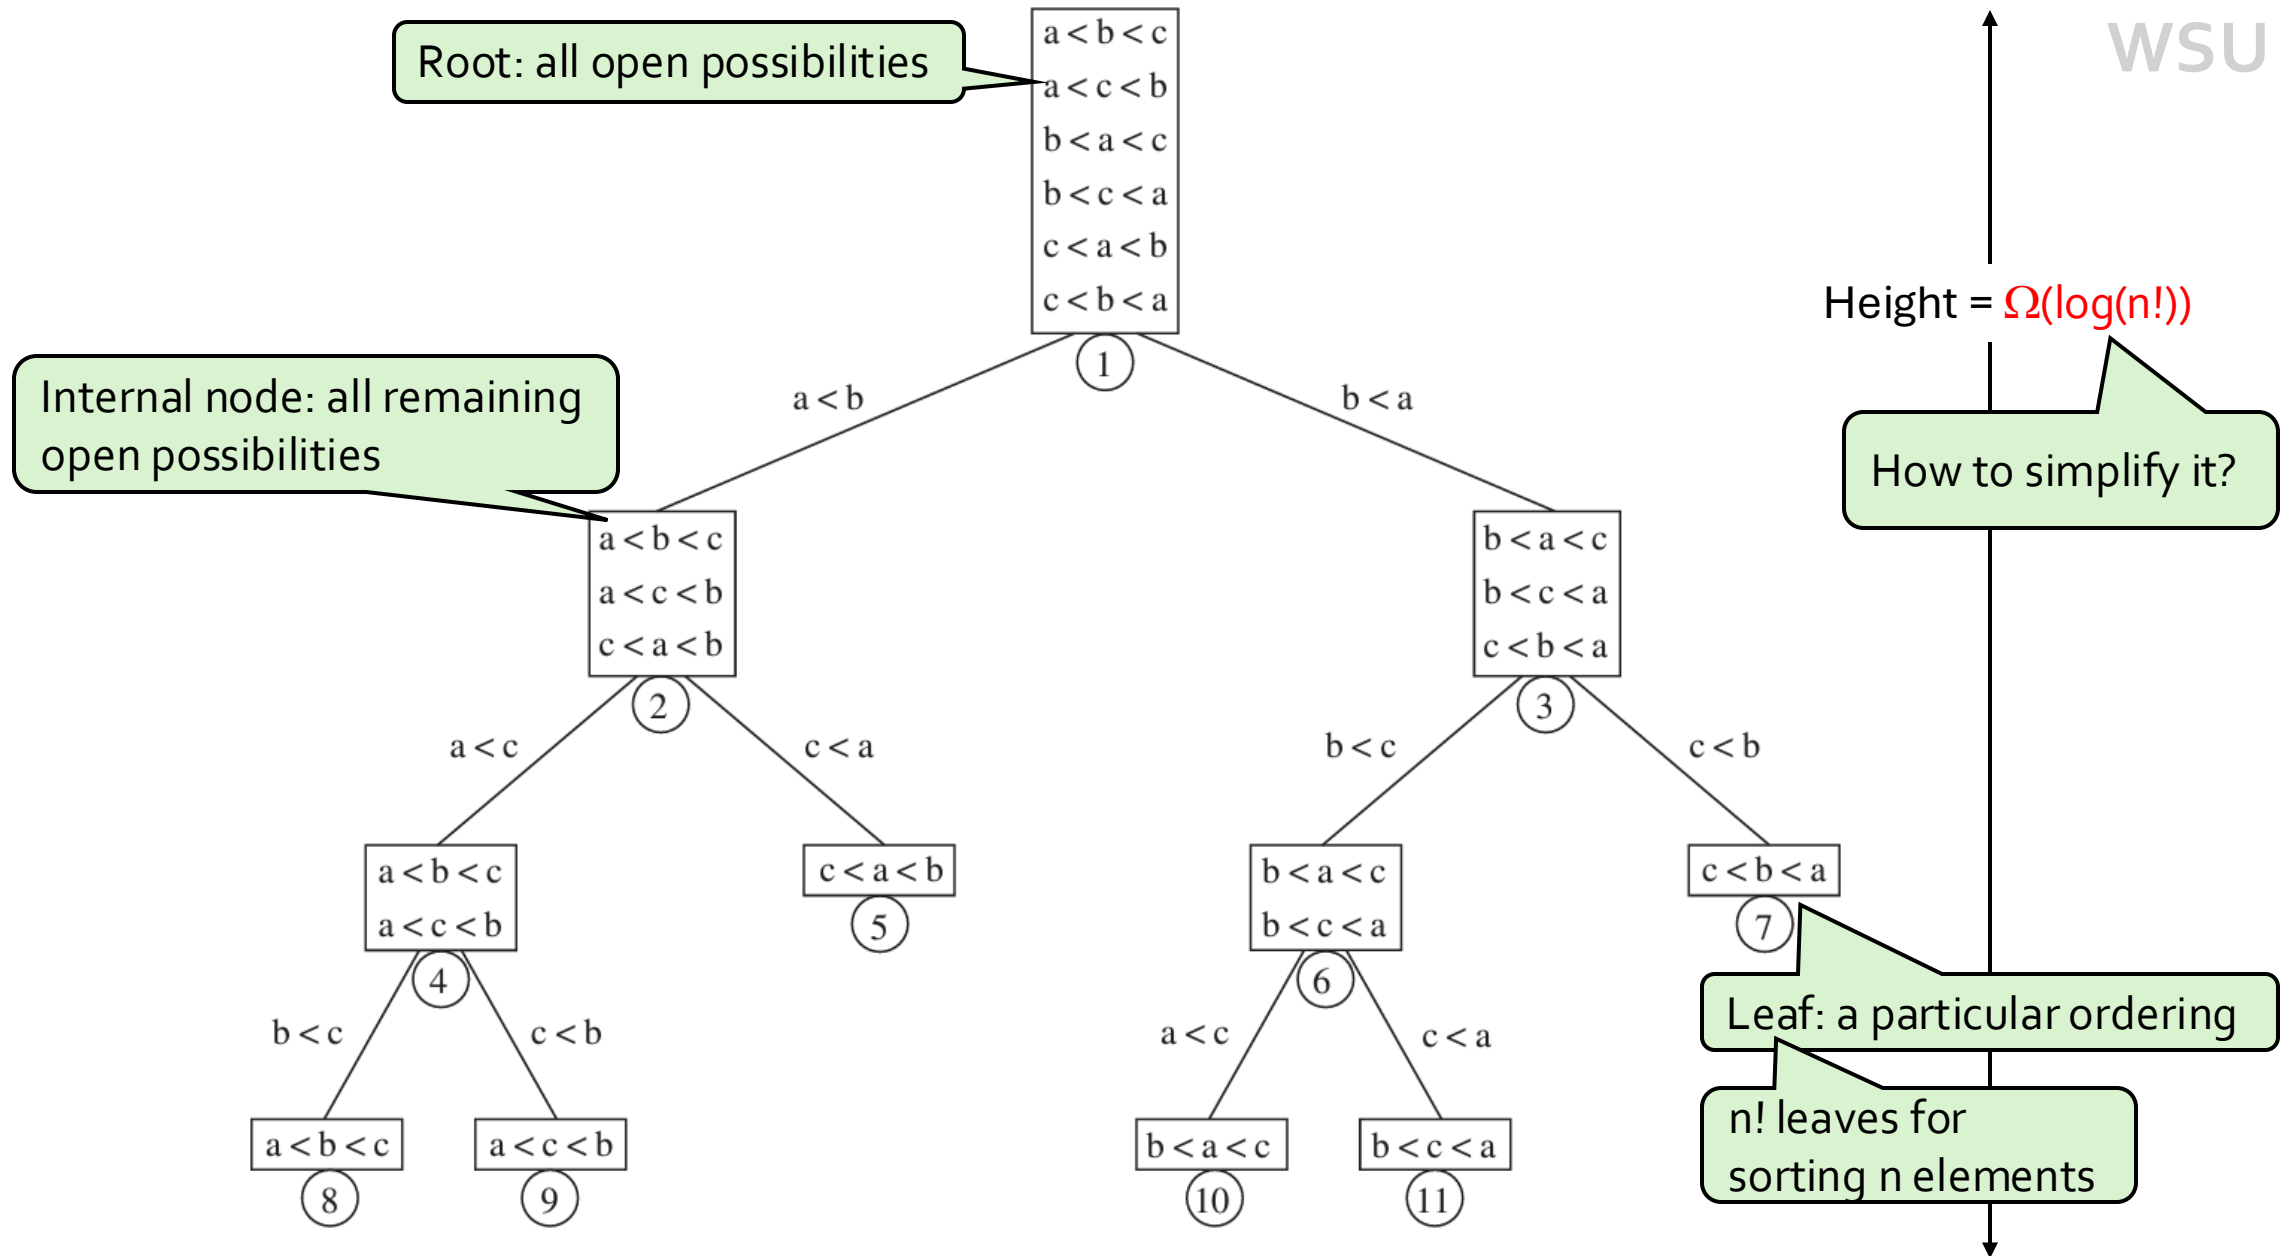 WSU
Root: all open possibilities
a < b < c
a < c < b
b < a < c
b < c < a
c < a < b
c < b < a
1
Height = Ω(log(n!))
How to simplify it?
Internal node: all remaining
open possibilities
a < b
b < a
a < b < c
a < c < b
c < a < b
2
b < a < c
b < c < a
c < b < a
3
a < c
c < a
b < c
c < b
a < b < c
a < c < b
4
c < a < b
5
b < a < c
b < c < a
6
c < b < a
7
Leaf: a particular ordering
n! leaves for
sorting n elements
b < c
c < b
a < c
c < a
a < b < c
8
a < c < b
9
b < a < c
10
b < c < a
11